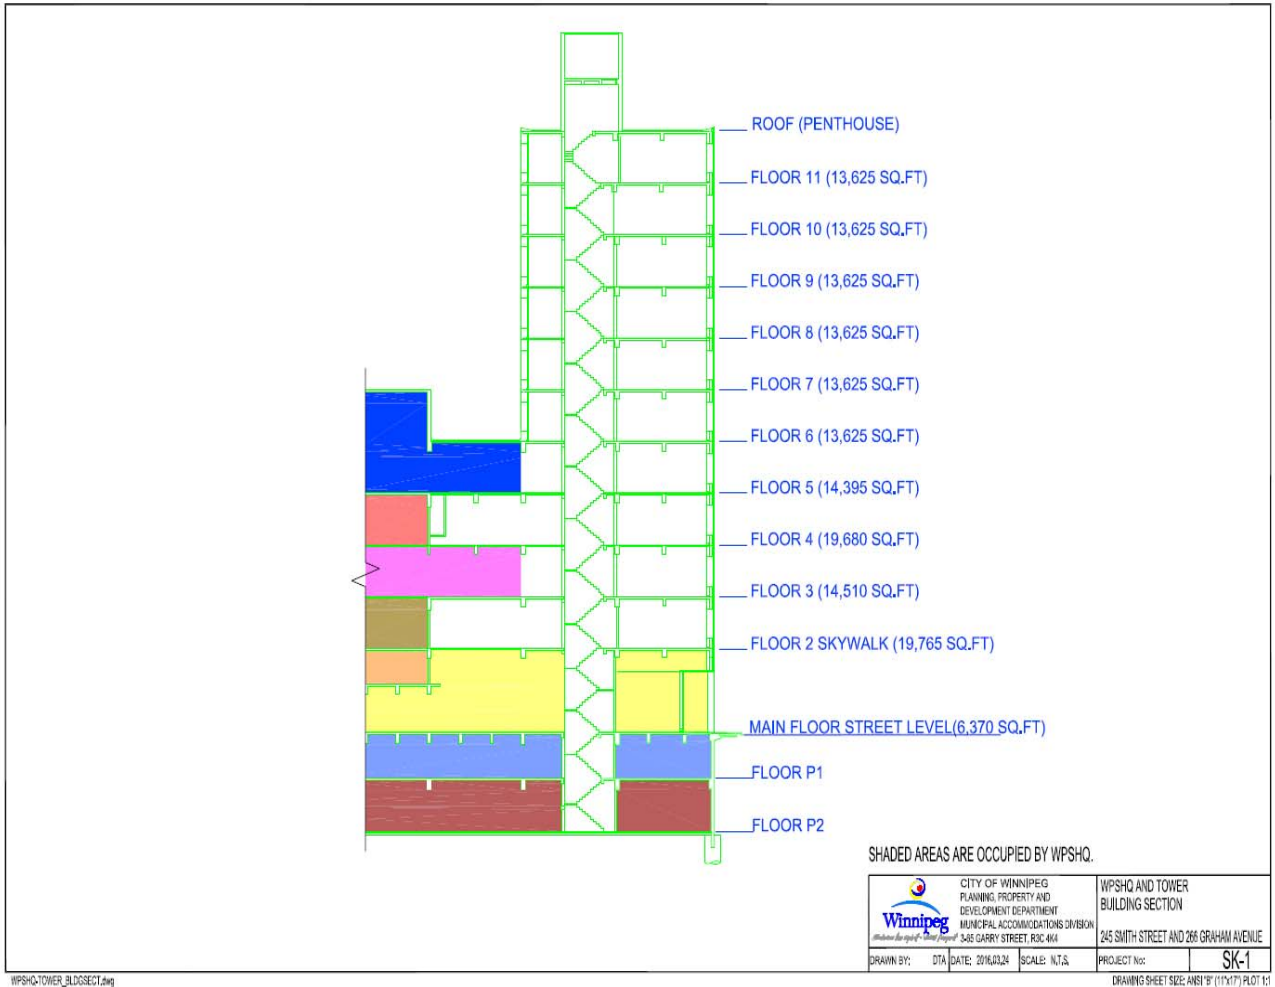 ROOF (PENTHOUSE)
FLOOR 11 (13,625 SQ.FT)
FLOOR 10 (13,625 SQ.FT)
FLOOR 9 (13,625 SQ.FT)
FLOOR 8 (13,625 SQ.FT)
FLOOR 7 (13,625 SQ.FT)
FLOOR 6 (13,625 SQ.FT)
FLOOR 5 (14,395 SQ.FT)
FLOOR 4 (19,680 SQ.FT)
FLOOR 3 (14,510 SQ.FT)
FLOOR 2 SKYWALK (19,765 SQ.FT)
MAIN FLOOR STREET LEVEL(6,370 SQ.FT)
FLOOR P1
FLOOR P2
SHADED AREAS ARE OCCUPIED BY WPSHQ.
Winnipeg
CITY OF WINNIPEG
PLANNING, PROPERTY AND
DEVELOPMENT DEPARTMENT
MUNICIPAL ACCOMMODATIONS DIVISION
3-65 GARRY STREET, R3C 4K4
WPSHQ AND TOWER
BUILDING SECTION
245 SMITH STREET AND 266 GRAHAM AVENUE
DRAWN BY: DTA DATE: 2016,03,24 SCALE: N.T.S. PROJECT No: SK-1
WPSHQ-TOWER_BLDGSECT.dwg
DRAWING SHEET SIZE: ANSI "B" (11"x17") PLOT 1:1